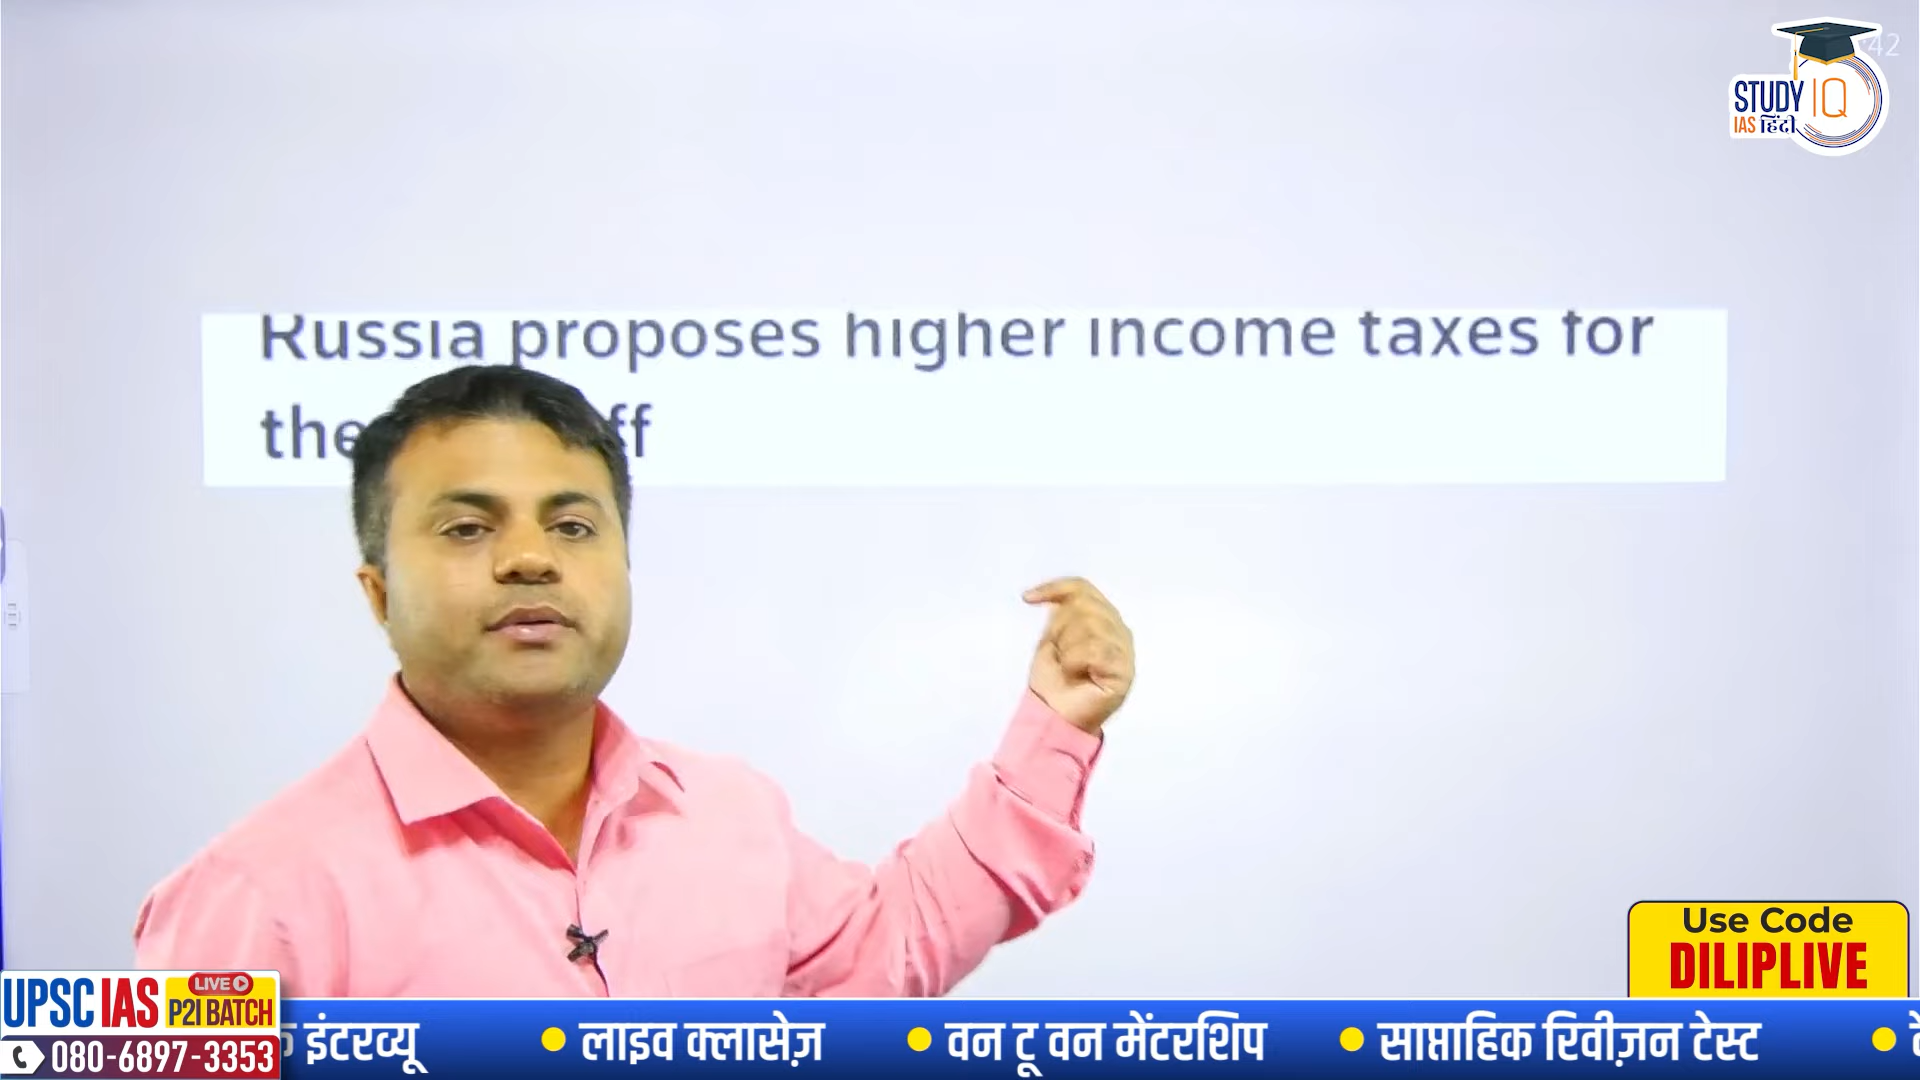 42
STUDY IQ
IAS हिंदी
Russia proposes higher income taxes for
the ff
Use Code
DILIPLIVE
UPSC IAS
LIVE
P2I BATCH
080-6897-3353
इंटरव्यू
लाइव क्लासेज़
वन टू वन मेंटरशिप
साप्ताहिक रिवीज़न टेस्ट